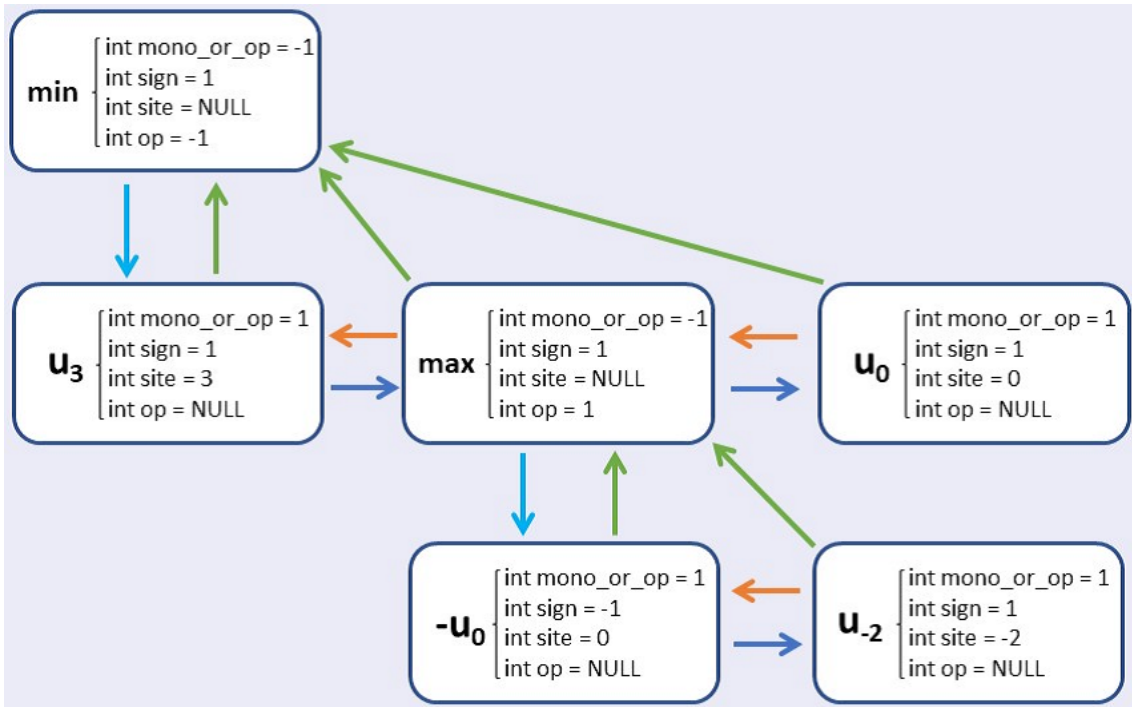 min
int mono_or_op = -1
int sign = 1
int site = NULL
int op = -1
u3
int mono_or_op = 1
int sign = 1
int site = 3
int op = NULL
max
int mono_or_op = -1
int sign = 1
int site = NULL
int op = 1
u0
int mono_or_op = 1
int sign = 1
int site = 0
int op = NULL
-u0
int mono_or_op = 1
int sign = -1
int site = 0
int op = NULL
u-2
int mono_or_op = 1
int sign = 1
int site = -2
int op = NULL